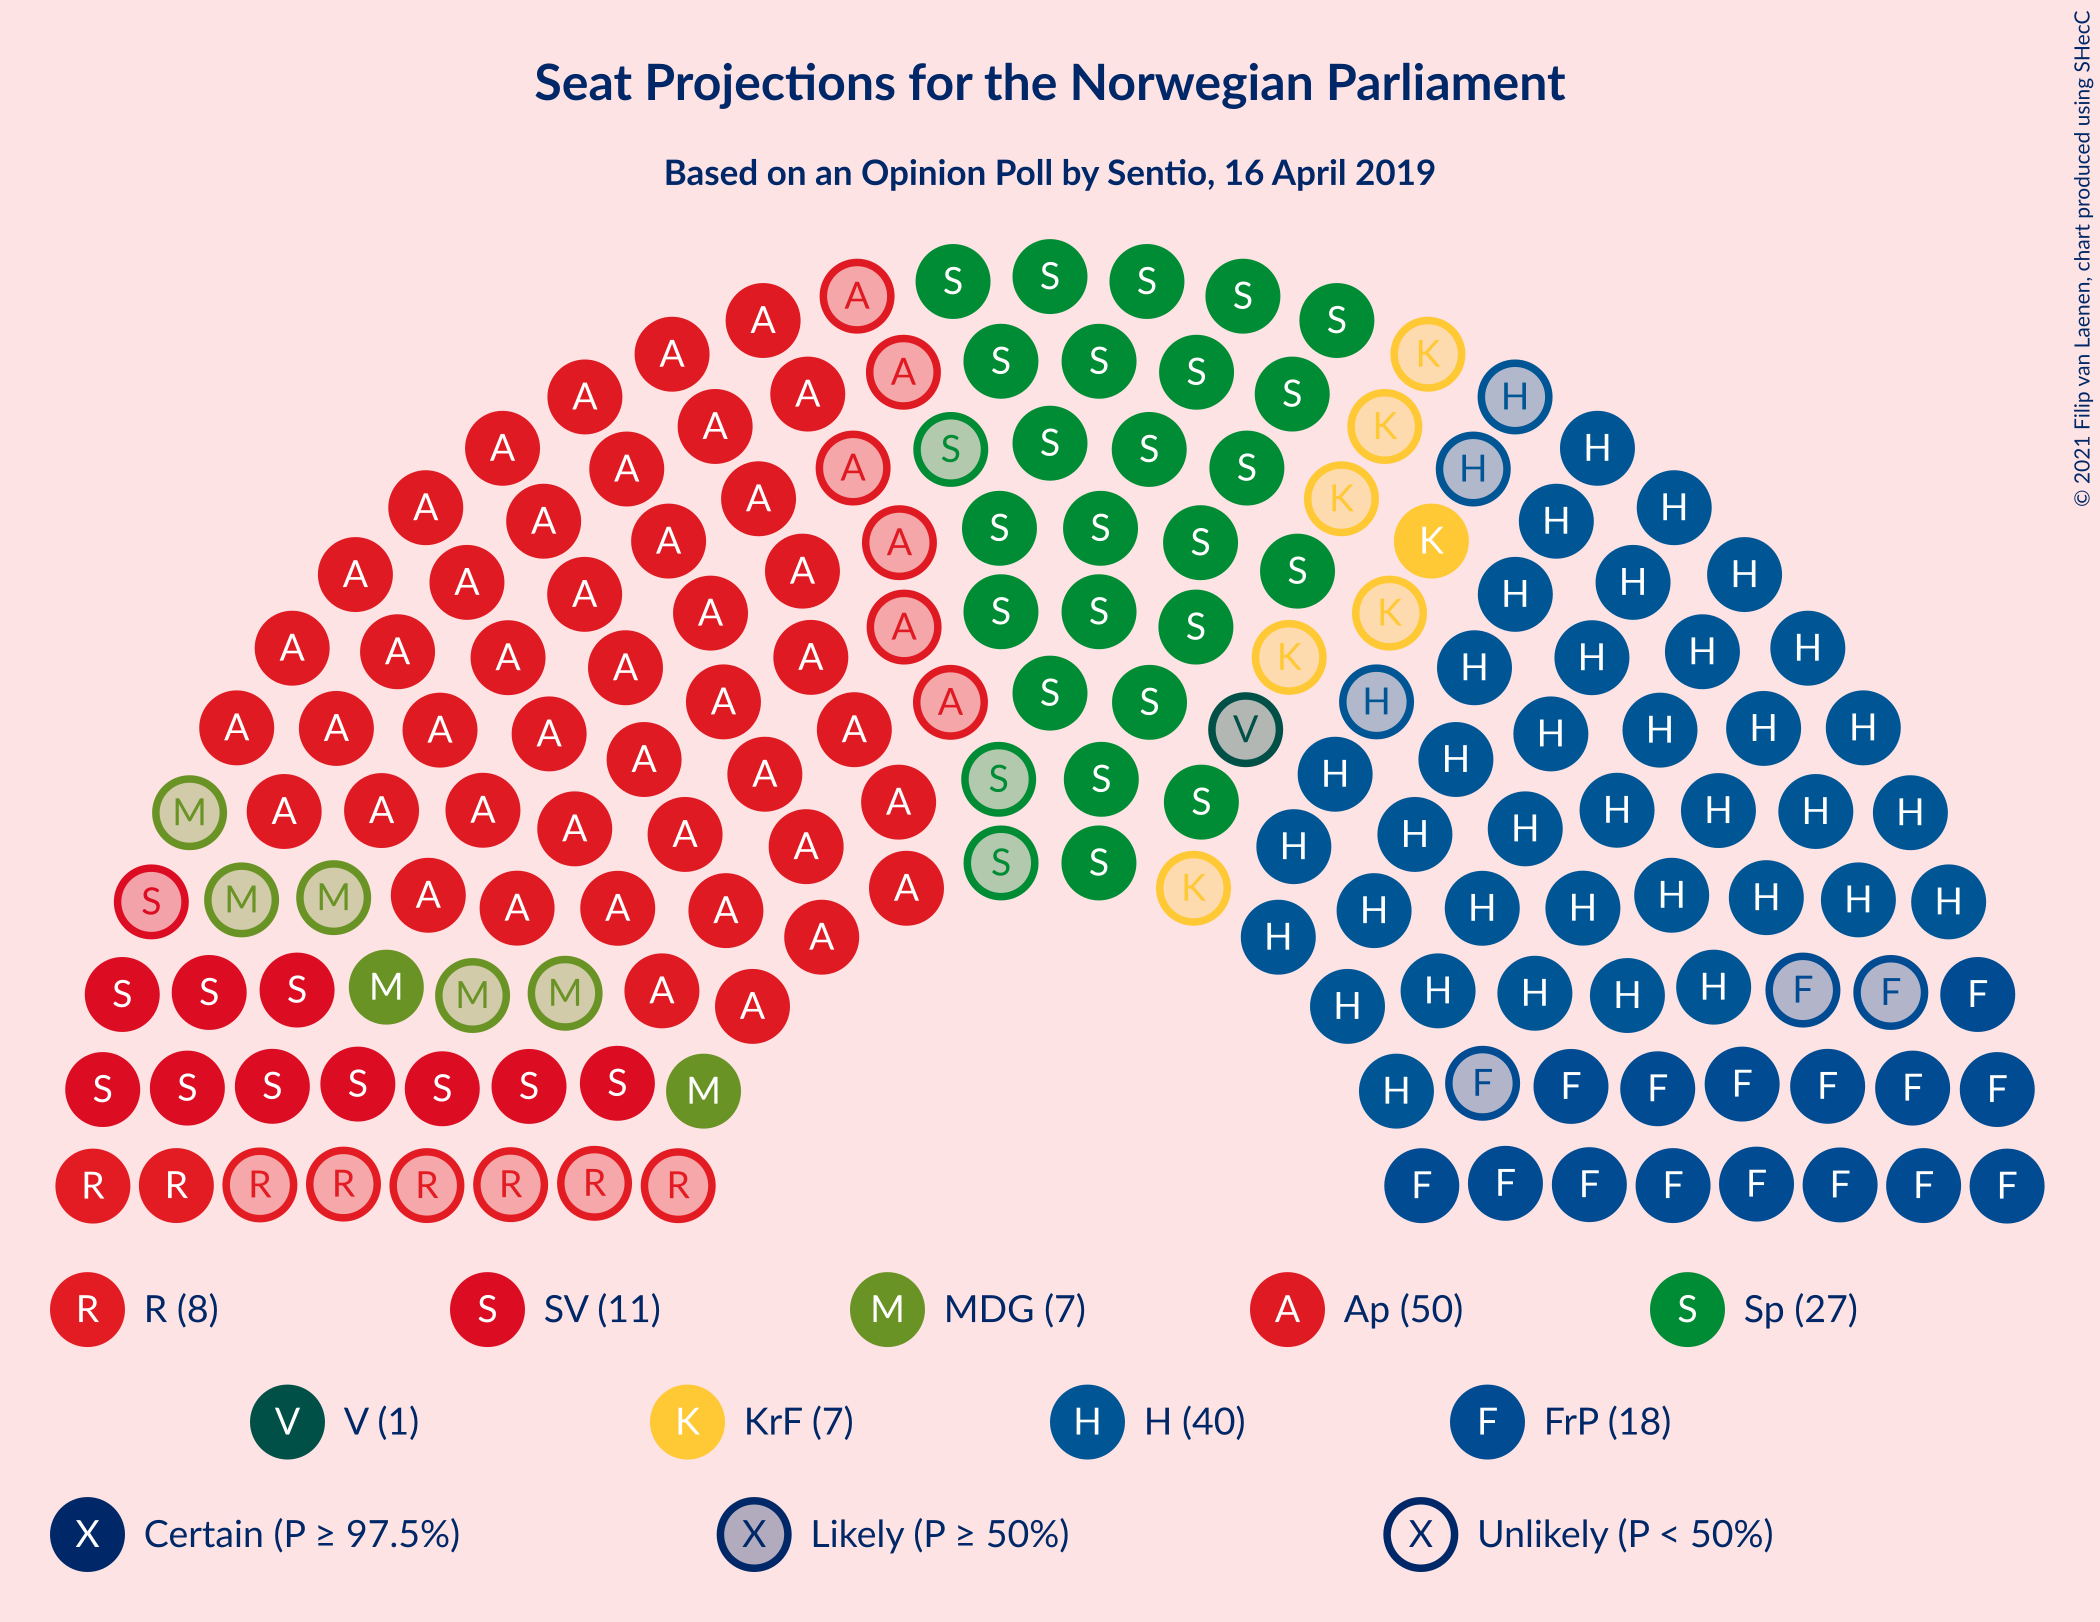 Seat Projections for the Norwegian Parliament
Based on an Opinion Poll by Sentio, 16 April 2019
© 2021 Filip van Laenen, chart produced using SHecC
A S S S S S K H
A A A A S S S S K H H
A A A A S S S S K H H H
A A A A A S S S S K K H H H
A A A A A S S S K H H H H
A A A A A A S S V K H H H H H
A A A A A A A S S S H H H H H H
M A A A A A A A S S K H H H H H H H
S M M A A A A A A H H H H H H H H
S S S M M M A A H H H H H F F F
S S S S S S S M H F F F F F F F
R R R R R R R R F F F F F F F F
R R (8) S SV (11) M MDG (7) A Ap (50) S Sp (27)
V V (1) K KrF (7) H H (40) F FrP (18)
X Certain (P ≥ 97.5%) X Likely (P ≥ 50%) X Unlikely (P < 50%)